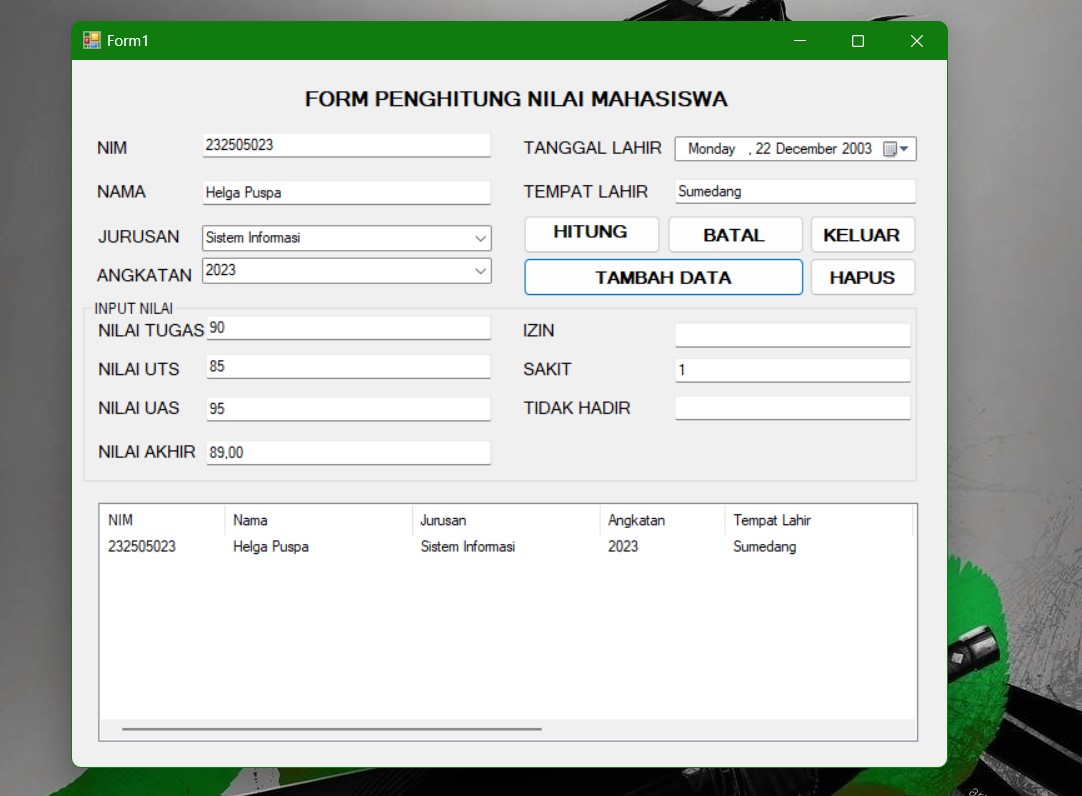 Form1
FORM PENGHITUNG NILAI MAHASISWA
NIM 232505023 TANGGAL LAHIR Monday , 22 December 2003
NAMA Helga Puspa TEMPAT LAHIR Sumedang
JURUSAN Sistem Informasi HITUNG BATAL KELUAR
ANGKATAN 2023 TAMBAH DATA HAPUS
INPUT NILAI
NILAI TUGAS 90 IZIN
NILAI UTS 85 SAKIT 1
NILAI UAS 95 TIDAK HADIR
NILAI AKHIR 89,00
NIM Nama Jurusan Angkatan Tempat Lahir
232505023 Helga Puspa Sistem Informasi 2023 Sumedang